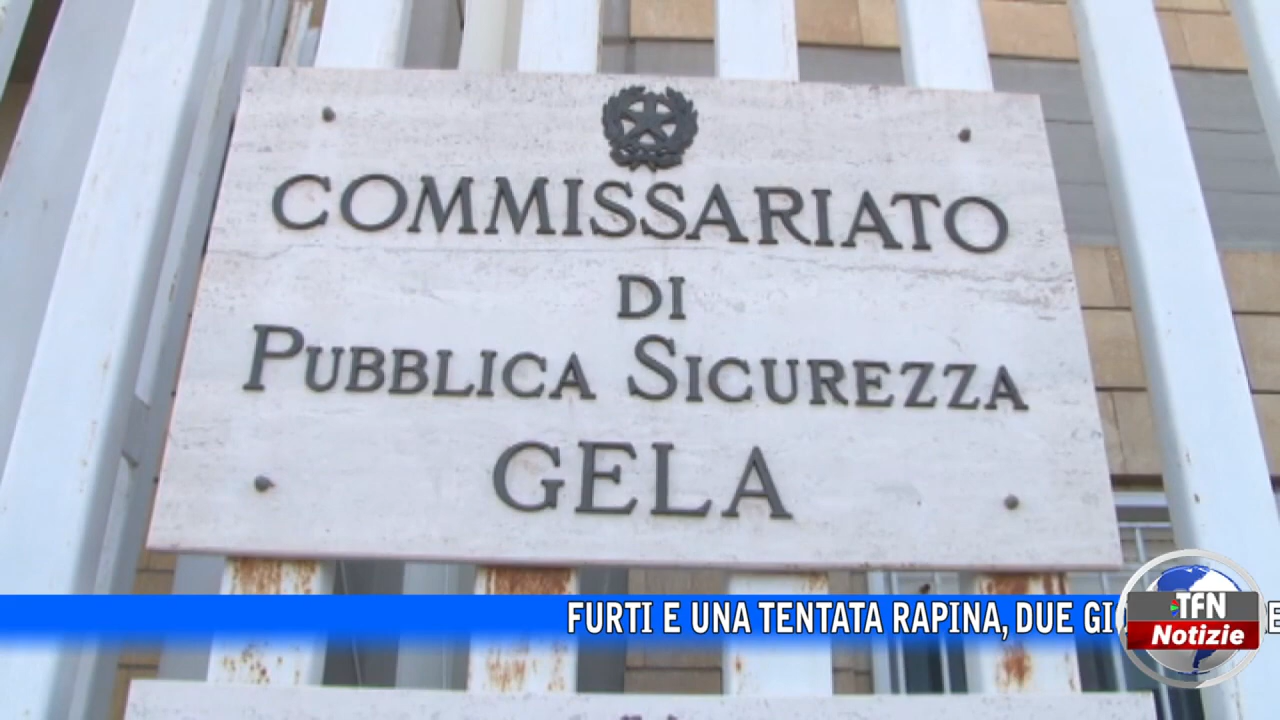 COMMISSARIATO
DI
PUBBLICA SICUREZZA
GELA
FURTI E UNA TENTATA RAPINA, DUE
TFN
Notizie